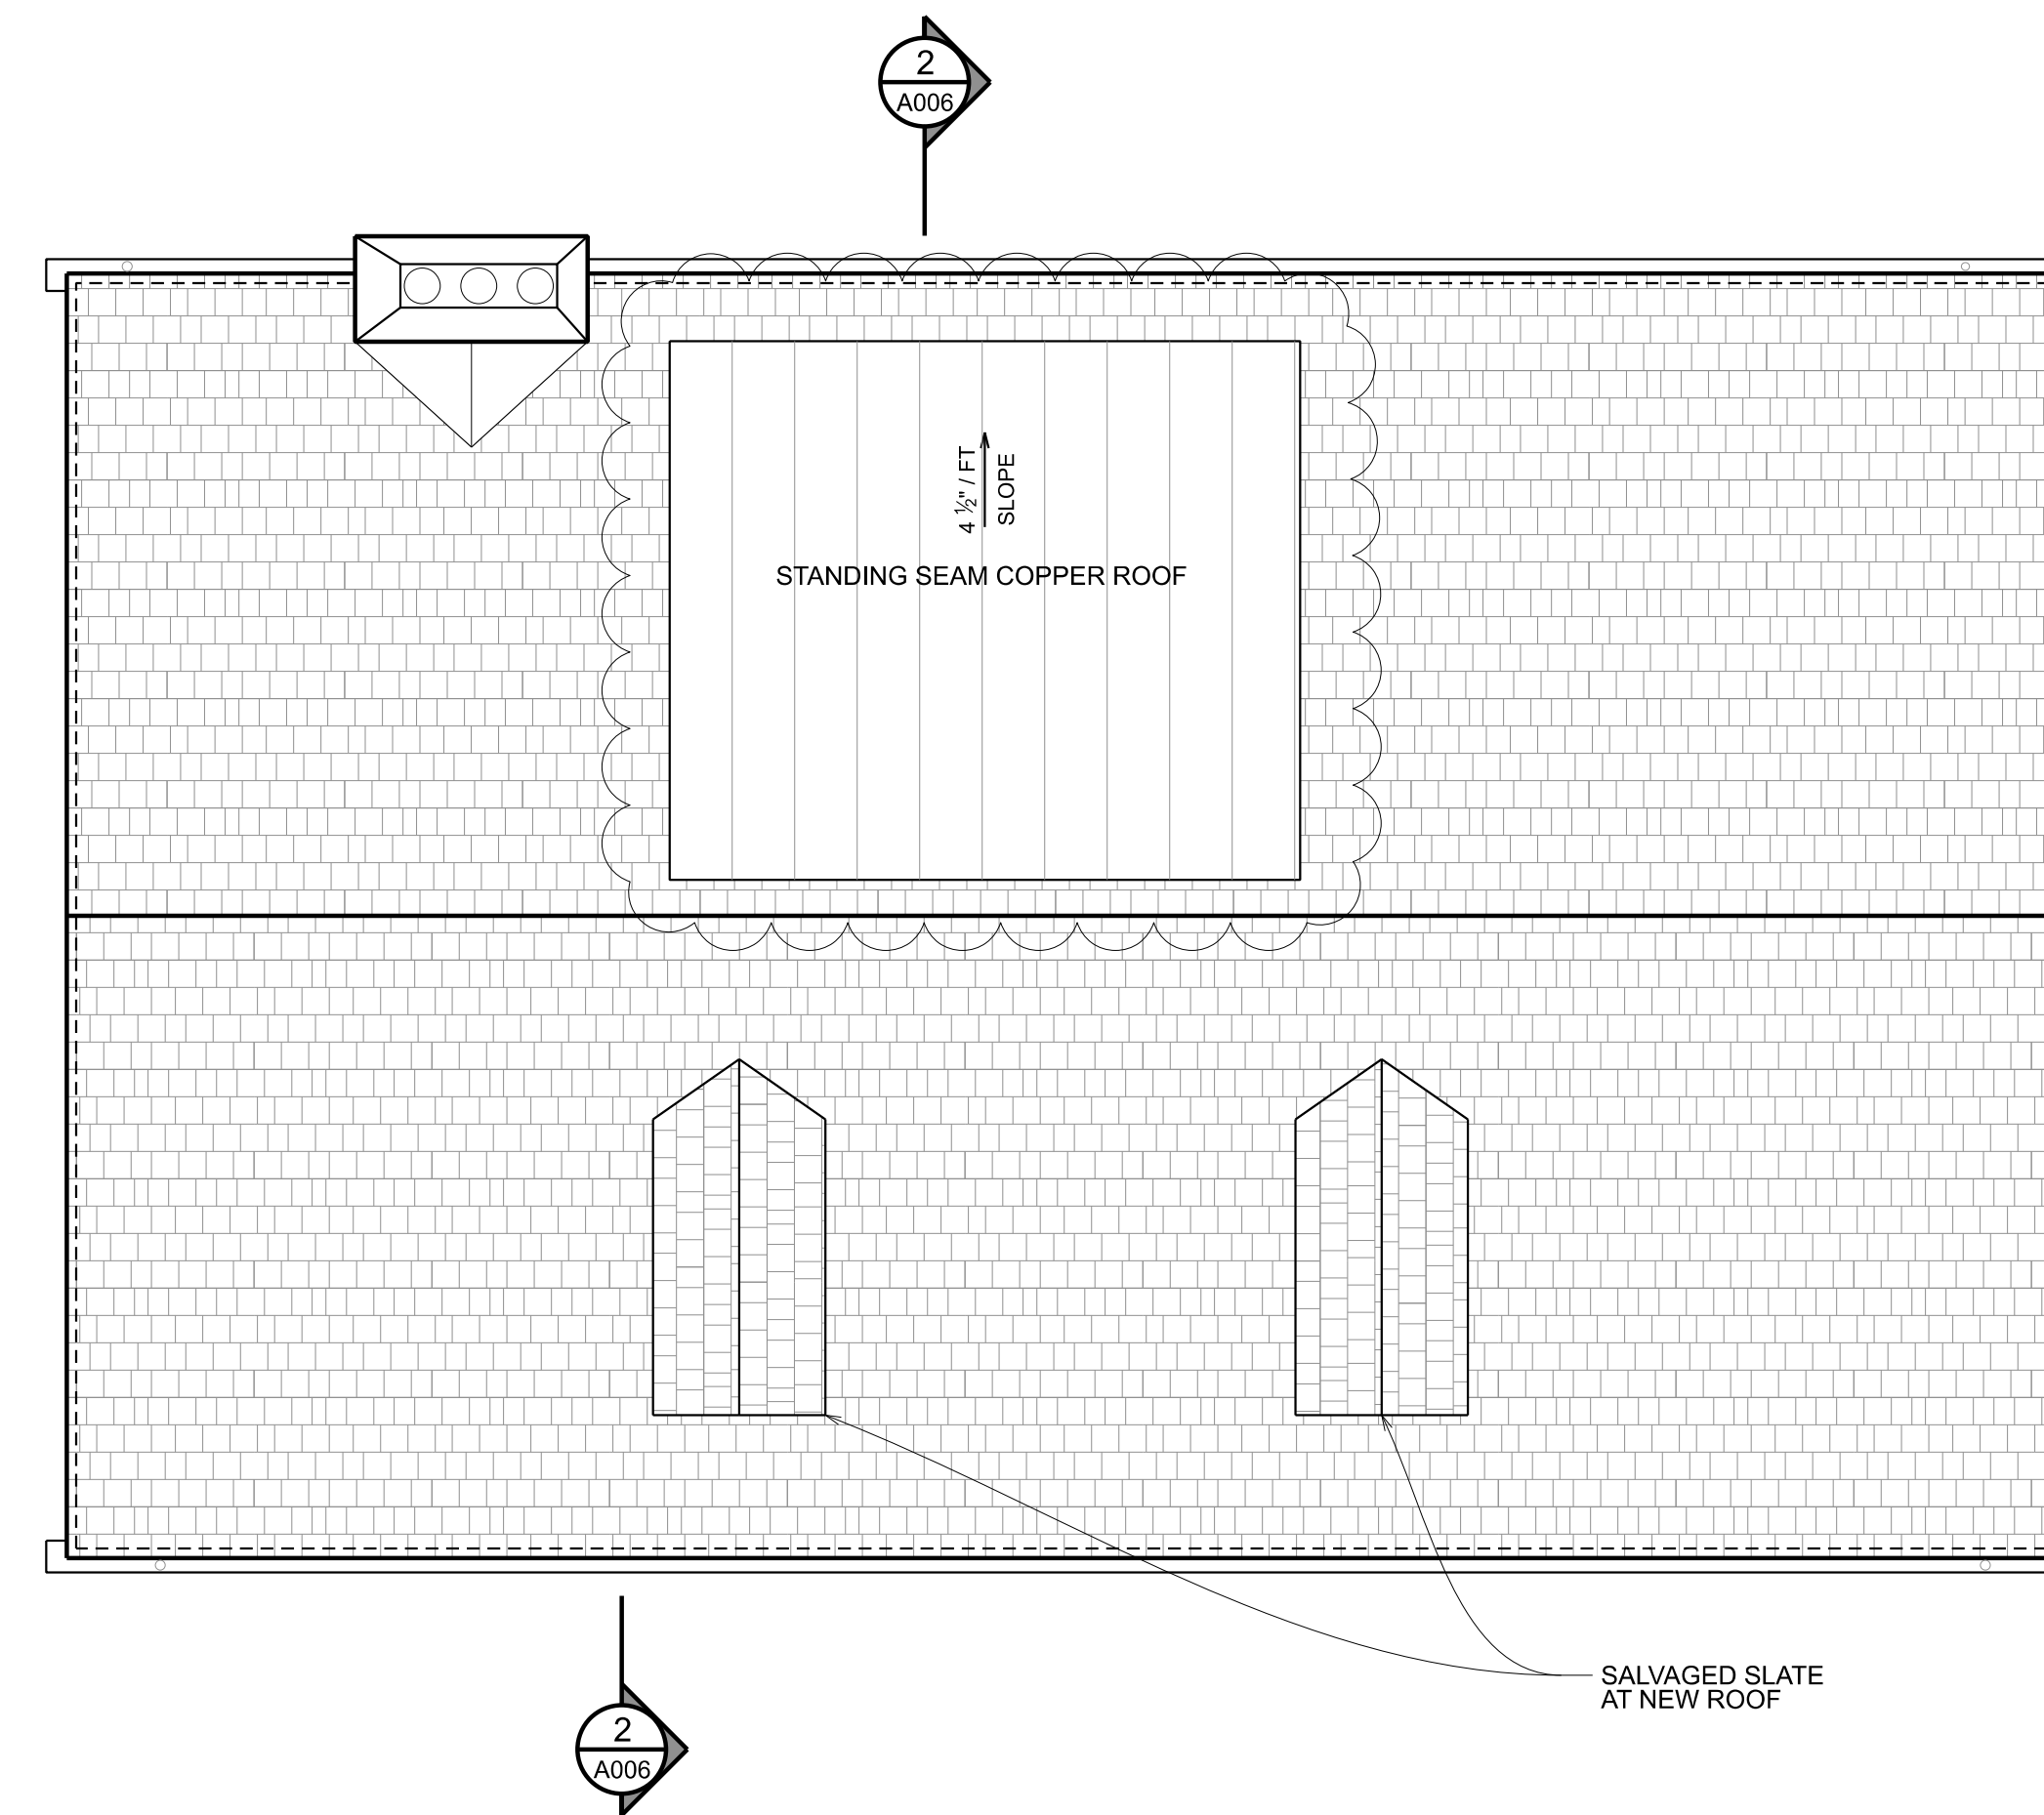 2
A006
4 ½" / FT
SLOPE
STANDING SEAM COPPER ROOF
SALVAGED SLATE
AT NEW ROOF
2
A006